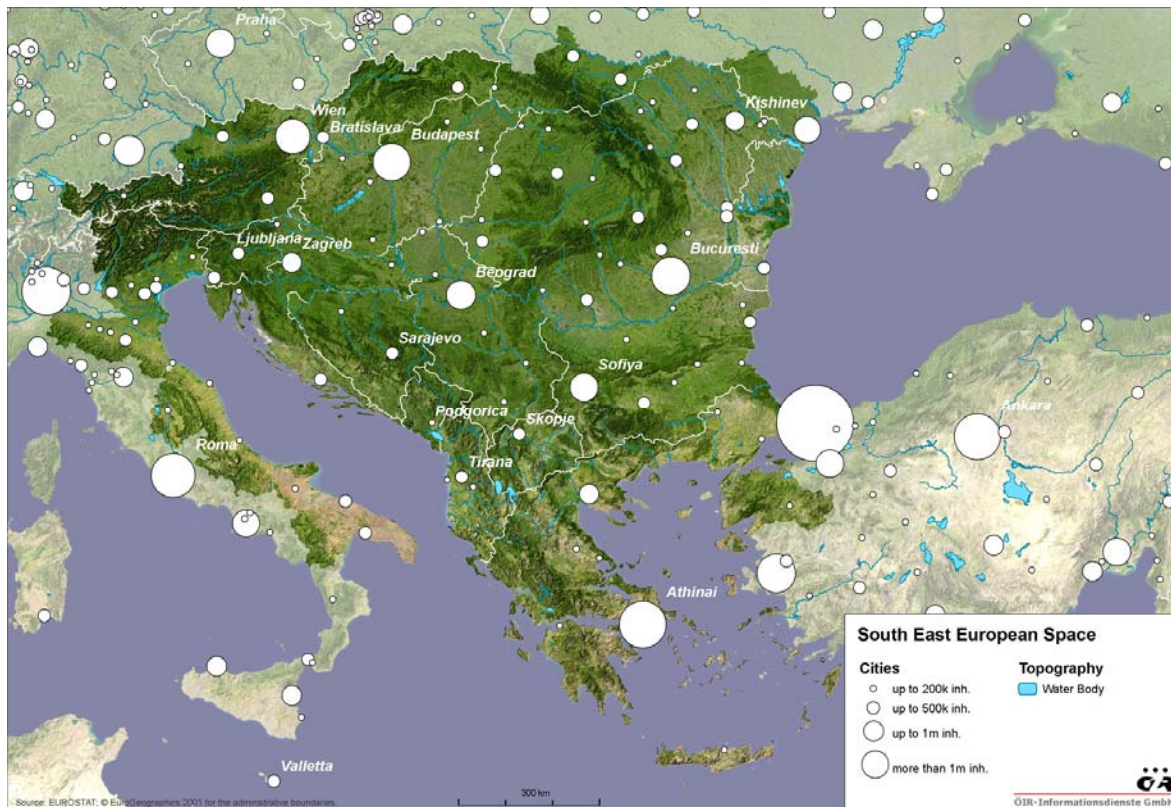 Praha
Wien
Bratislava
Budapest
Kishinev
Ljubljana
Zagreb
Bucuresti
Beograd
Sarajevo
Sofiya
Podgorica
Skopje
Ankara
Roma
Tirana
Athinai
Valletta
South East European Space
Cities
up to 200k inh.
up to 500k inh.
up to 1m inh.
more than 1m inh.
Topography
Water Body
300 km
Source: EUROSTAT; © EuroGeographics 2001 for the administrative boundaries
ÖIR-Informationsdienste GmbH